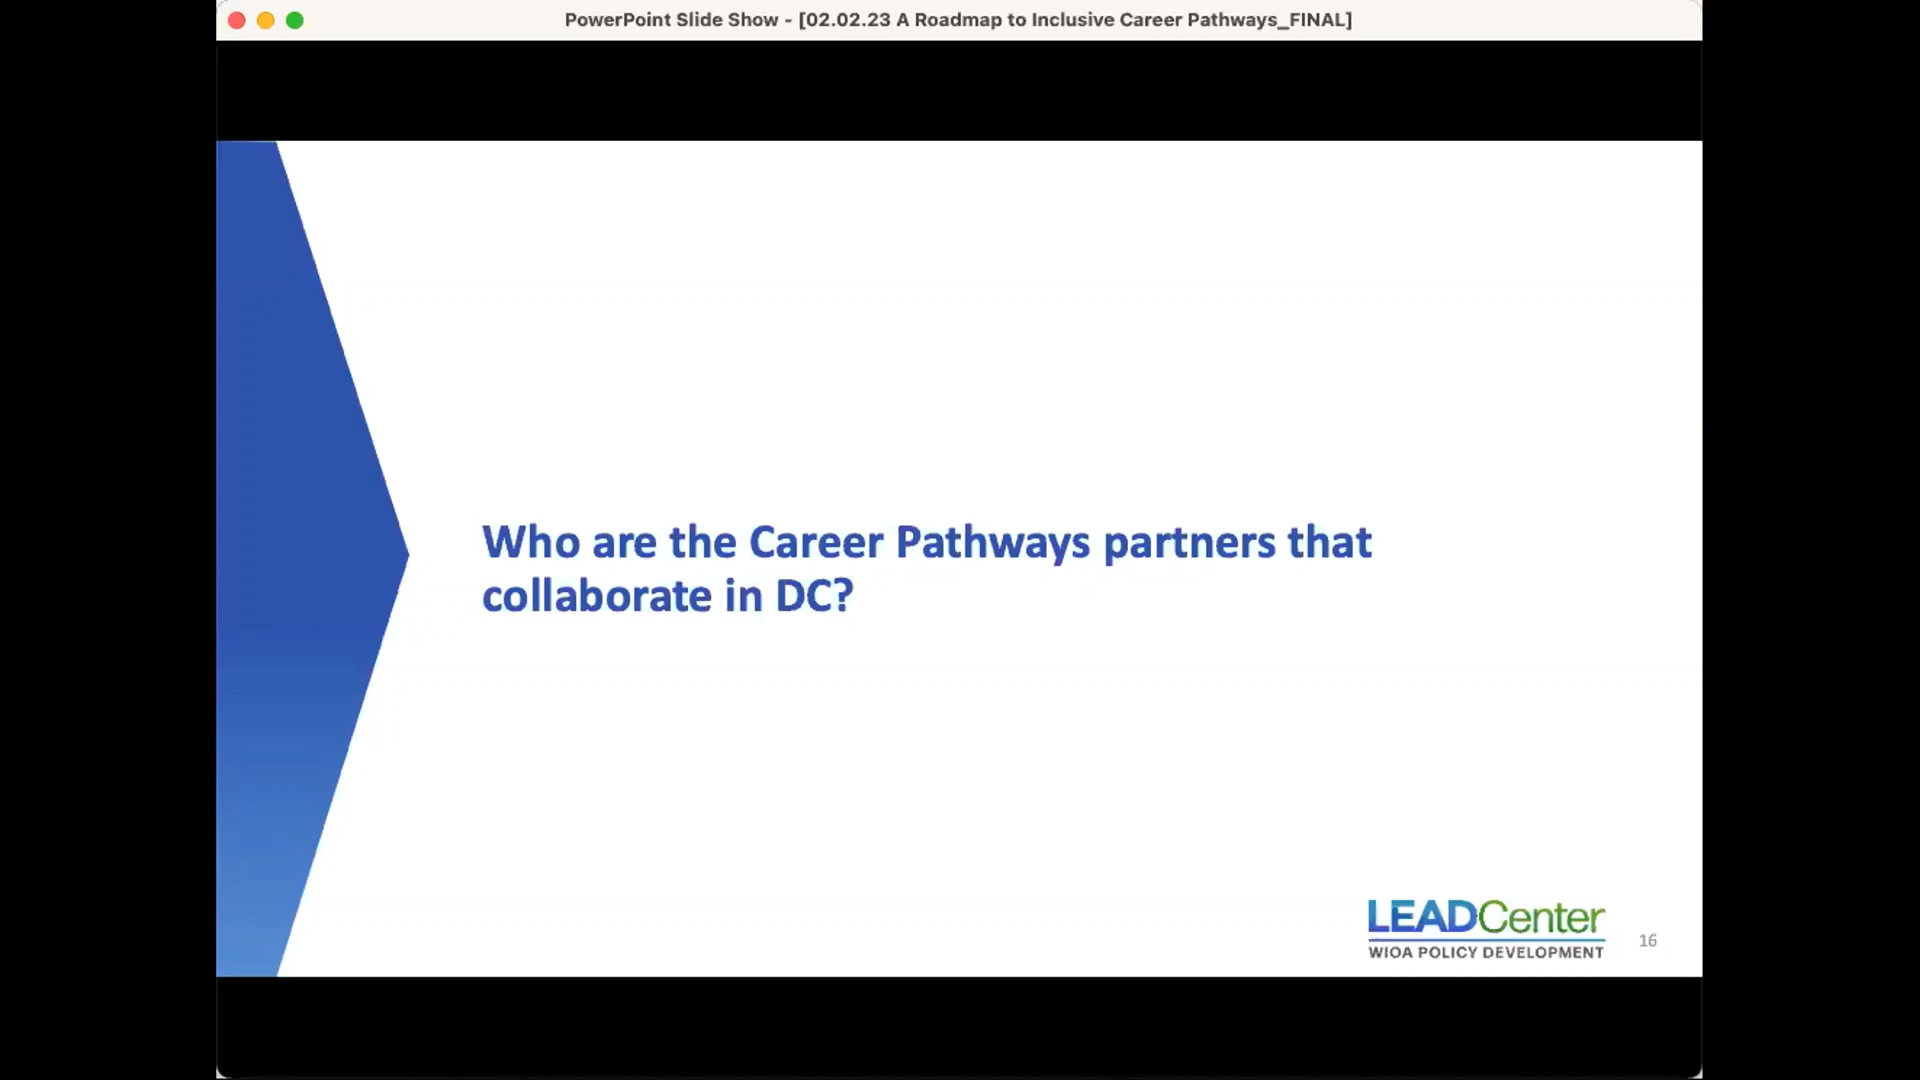 PowerPoint Slide Show - [02.02.23 A Roadmap to Inclusive Career Pathways_FINAL]
Who are the Career Pathways partners that
collaborate in DC?
LEADCenter
WIOA POLICY DEVELOPMENT
16